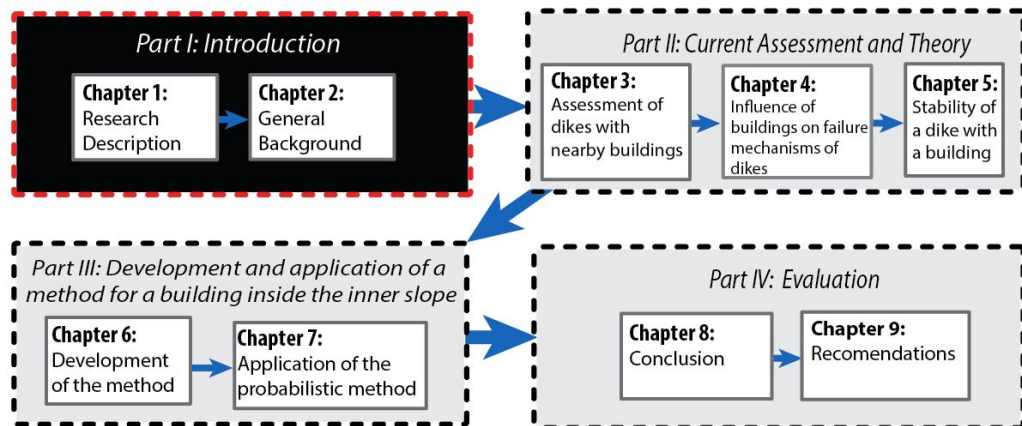 Part I: Introduction
Chapter 1:
Research
Description
Chapter 2:
General
Background
Part II: Current Assessment and Theory
Chapter 3:
Assessment of
dikes with
nearby buildings
Chapter 4:
Influence of
buildings on failure
mechanisms of
dikes
Chapter 5:
Stability of
a dike with
a building
Part III: Development and application of a
method for a building inside the inner slope
Chapter 6:
Development
of the method
Chapter 7:
Application of the
probabilistic method
Part IV: Evaluation
Chapter 8:
Conclusion
Chapter 9:
Recomendations